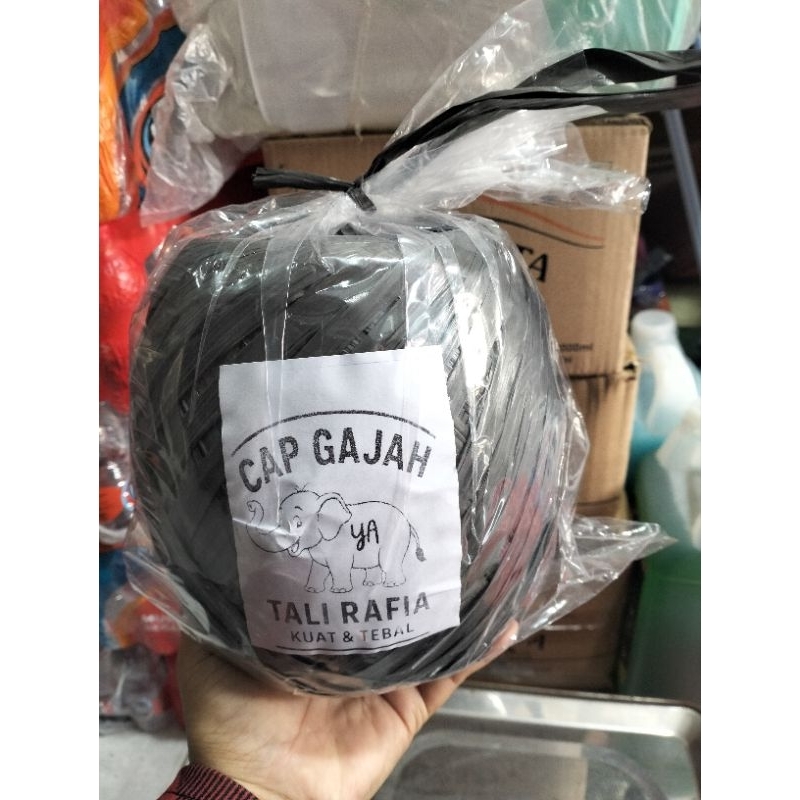 CAP GAJAH
YA
TALI RAFIA
KUAT & TEBAL